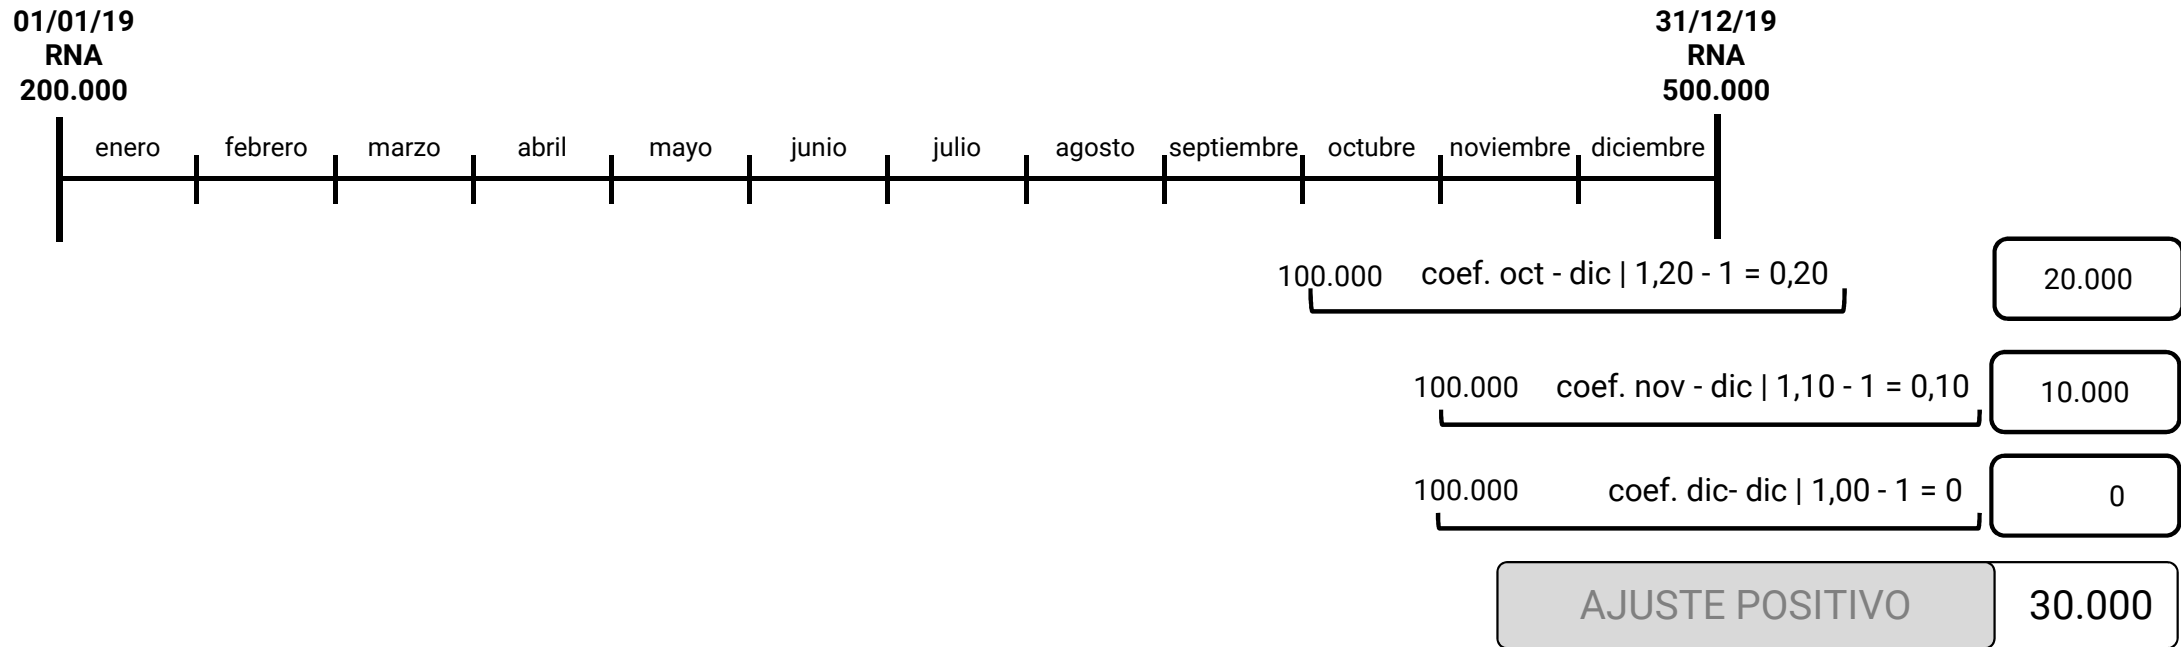 01/01/19
RNA
200.000
31/12/19
RNA
500.000
enero febrero marzo abril mayo junio julio agosto septiembre octubre noviembre diciembre
100.000 coef. oct - dic | 1,20 - 1 = 0,20 20.000
100.000 coef. nov - dic | 1,10 - 1 = 0,10 10.000
100.000 coef. dic- dic | 1,00 - 1 = 0 0
AJUSTE POSITIVO 30.000